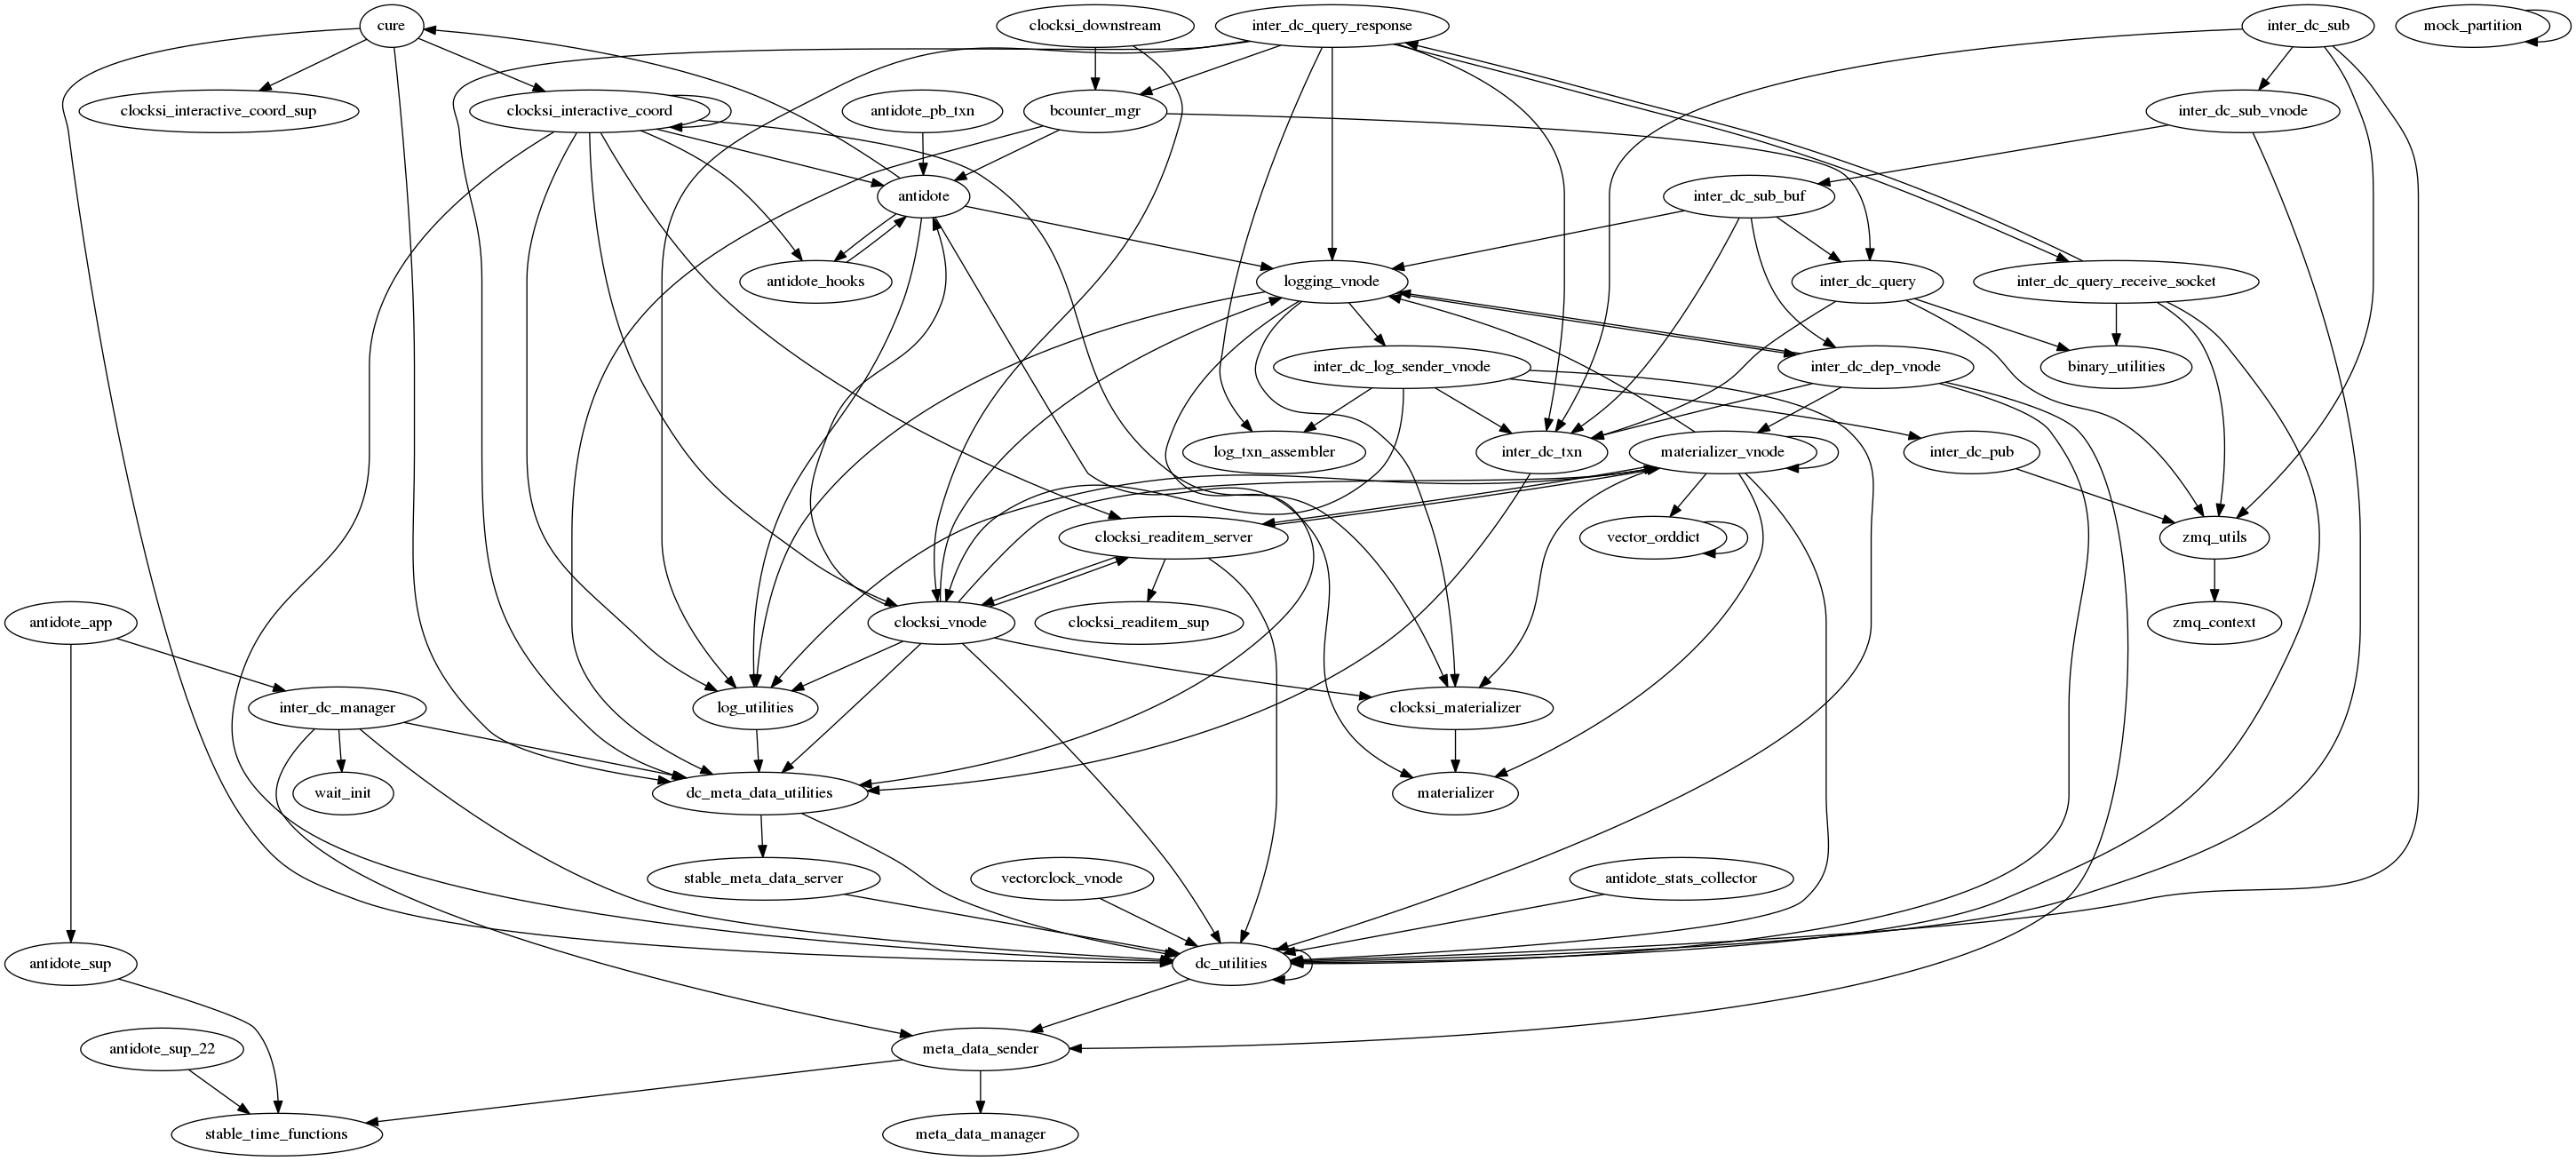 cure
clocksi_downstream
inter_dc_query_response
inter_dc_sub
mock_partition
clocksi_interactive_coord_sup
clocksi_interactive_coord
antidote_pb_txn
bcounter_mgr
inter_dc_sub_vnode
antidote
inter_dc_sub_buf
antidote_hooks
logging_vnode
inter_dc_query
inter_dc_query_receive_socket
inter_dc_log_sender_vnode
inter_dc_dep_vnode
binary_utilities
log_txn_assembler
inter_dc_txn
materializer_vnode
inter_dc_pub
clocksi_readitem_server
vector_orddict
zmq_utils
antidote_app
clocksi_vnode
clocksi_readitem_sup
zmq_context
inter_dc_manager
log_utilities
clocksi_materializer
wait_init
dc_meta_data_utilities
materializer
stable_meta_data_server
vectorclock_vnode
antidote_stats_collector
antidote_sup
dc_utilities
antidote_sup_22
meta_data_sender
stable_time_functions
meta_data_manager